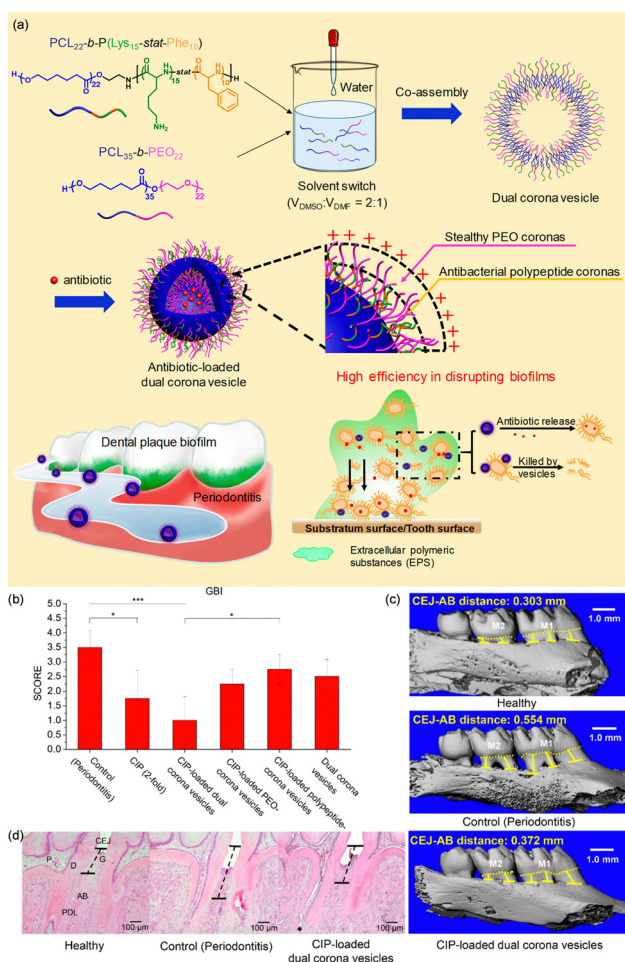 (a)
PCL22-b-P(Lys15-stat-Phe10)
H
O
O
22
O
N
H
O
H
N
15
stat
O
H
N
10
H
NH2
PCL35-b-PEO22
H
O
O
35
O
O
22
Water
Solvent switch
(VDMSO:VDMF = 2:1)
Co-assembly
Dual corona vesicle
antibiotic
Antibiotic-loaded
dual corona vesicle
Stealthy PEO coronas
Antibacterial polypeptide coronas
High efficiency in disrupting biofilms
Dental plaque biofilm
Periodontitis
Antibiotic release
Killed by
vesicles
Substratum surface/Tooth surface
Extracellular polymeric
substances (EPS)
(b)
GBI
***
*
*
SCORE
5.0
4.5
4.0
3.5
3.0
2.5
2.0
1.5
1.0
0.5
0.0
Control
(Periodontitis)
CIP (2-fold)
CIP-loaded dual
corona vesicles
CIP-loaded PEO-
corona vesicles
CIP-loaded polypeptide-
corona vesicles
Dual corona
vesicles
(c)
CEJ-AB distance: 0.303 mm
M2
M1
1.0 mm
Healthy
CEJ-AB distance: 0.554 mm
M2
M1
1.0 mm
Control (Periodontitis)
CEJ-AB distance: 0.372 mm
M2
M1
1.0 mm
CIP-loaded dual corona vesicles
(d)
CEJ
P
D
G
AB
PDL
100 μm
Healthy
100 μm
Control (Periodontitis)
*
100 μm
CIP-loaded
dual corona vesicles